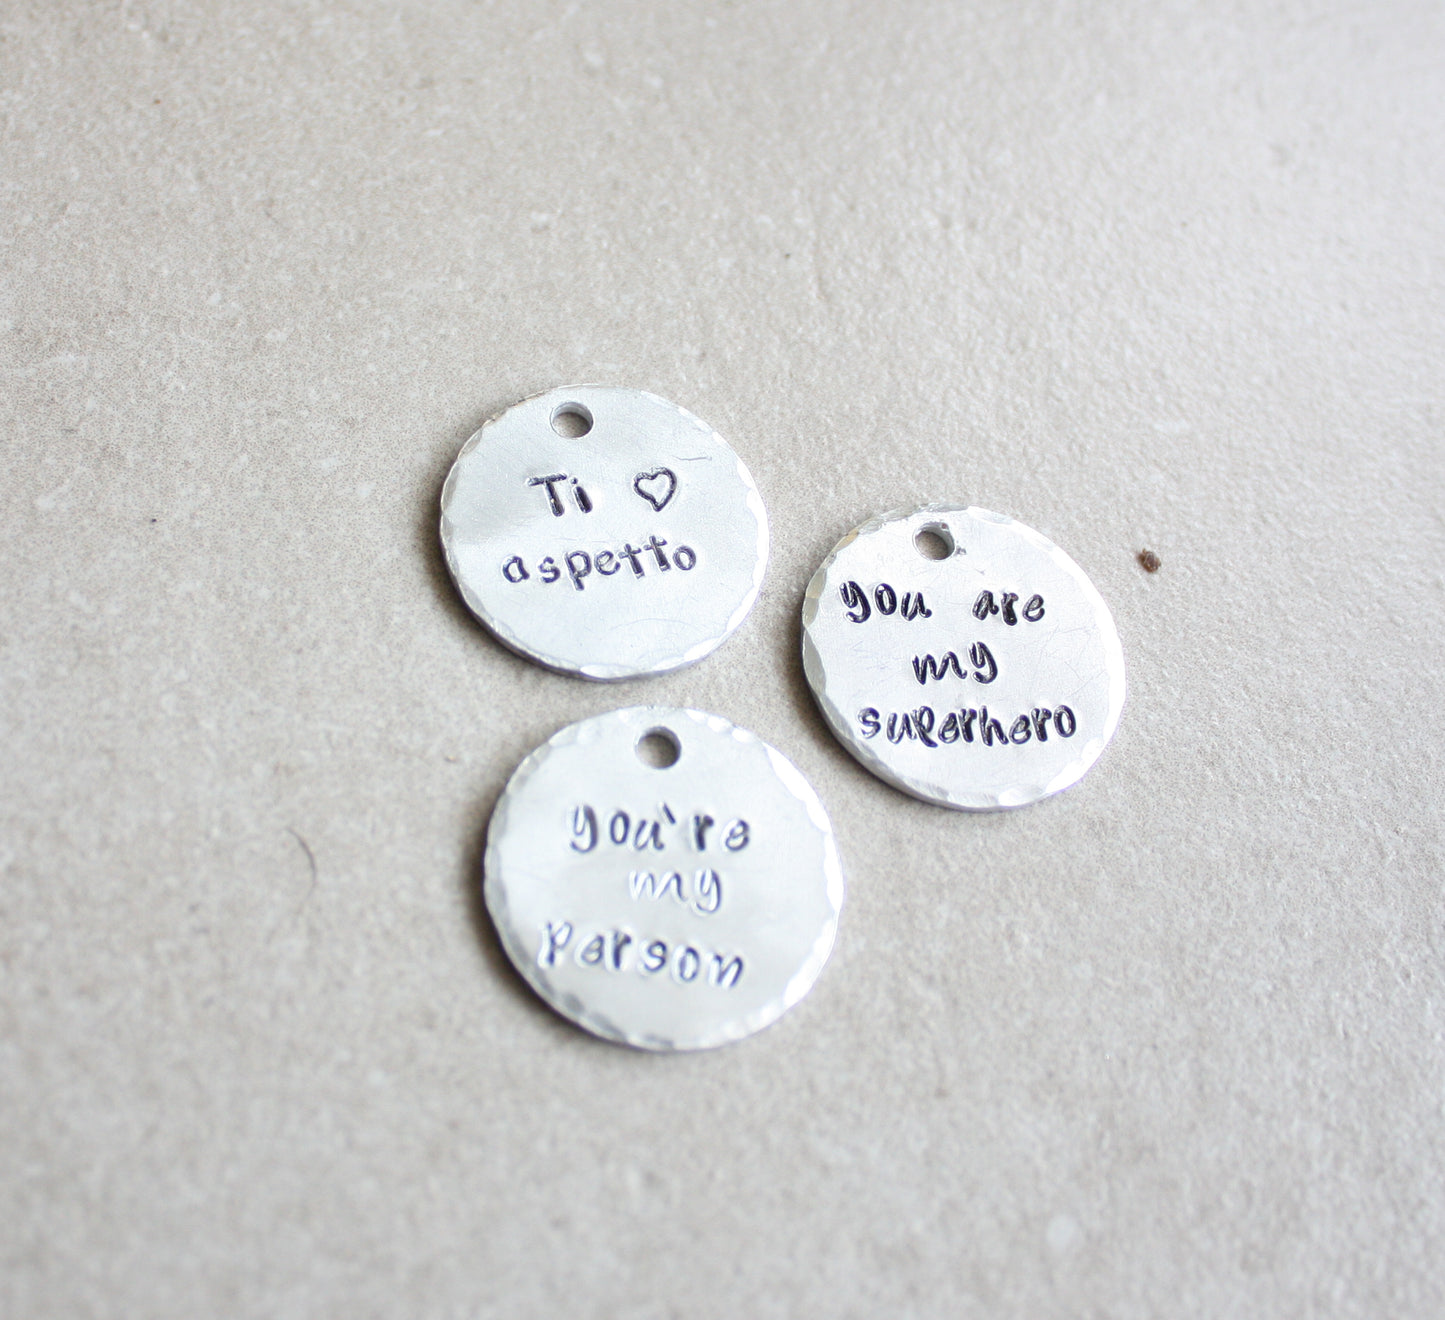 Ti ♡
aspetto
you are
my
superhero
you're
my
person